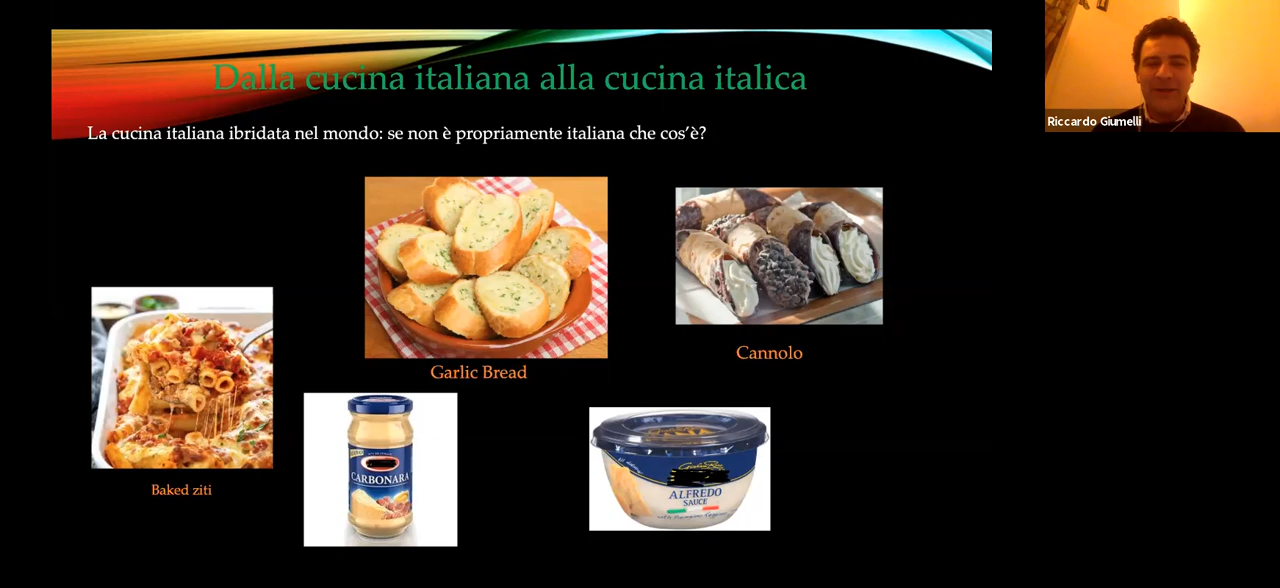 Dalla cucina italiana alla cucina italica
La cucina italiana ibridata nel mondo: se non è propriamente italiana che cos'è?
Riccardo Giumelli
Garlic Bread
Cannolo
Baked ziti
CARBONARA
ALFREDO
SAUCE